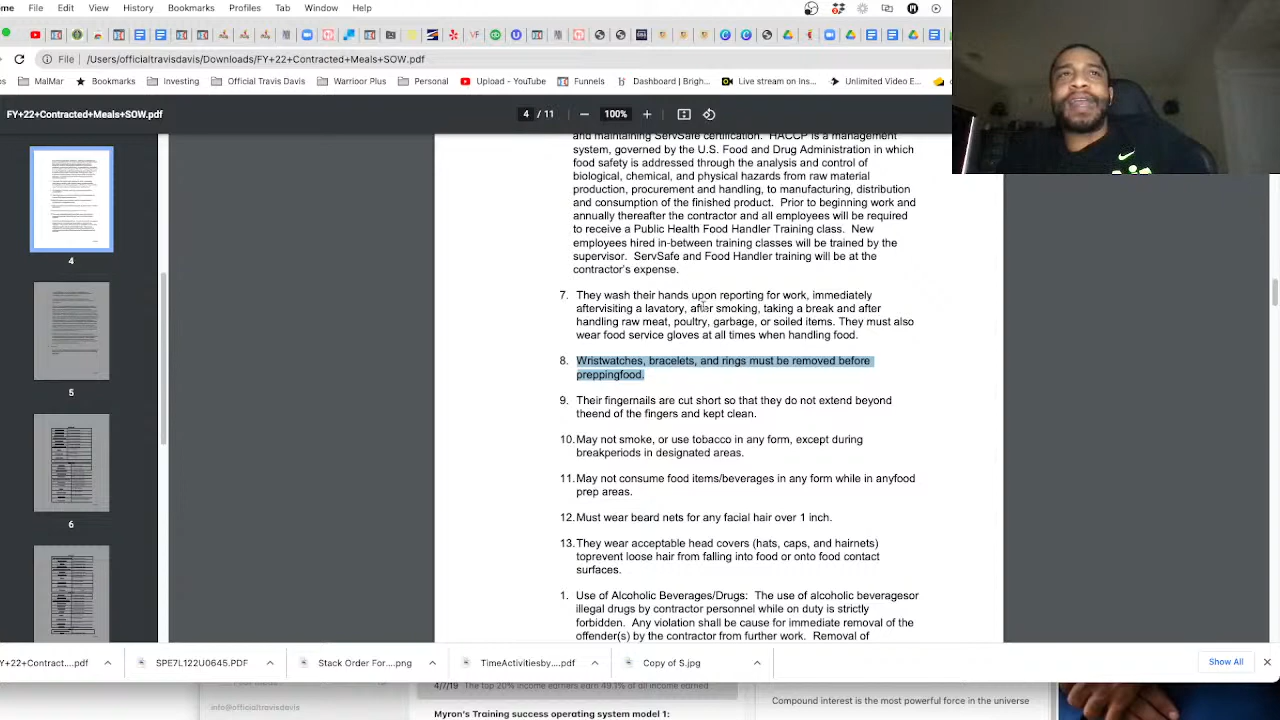 ome Edit View History Bookmarks Profiles Tab Window Help
File /Users/officialtravisdavis/Downloads/FY+22+Contracted+Meals+SOW.pdf
MalMar Bookmarks Investing Official Travis Davis Warrioor Plus Personal Upload - YouTube Funnels Dashboard | Brigh... Live stream on Ins... Unlimited Video E...
FY+22+Contracted+Meals+SOW.pdf 4 / 11 100%
and maintaining ServSafe certification. HACCP is a management
system, governed by the U.S. Food and Drug Administration in which
food safety is addressed through the analysis and control of
biological, chemical, and physical hazards from raw material
production, procurement and handling, to manufacturing, distribution
and consumption of the finished product. Prior to beginning work and
annually thereafter the contractor and all employees will be required
to receive a Public Health Food Handler Training class. New
employees hired in-between training classes will be trained by the
supervisor. ServSafe and Food Handler training will be at the
contractor's expense.
7. They wash their hands upon reporting for work, immediately
aftervisiting a lavatory, after smoking, taking a break and after
handling raw meat, poultry, garbage, or soiled items. They must also
wear food service gloves at all times when handling food.
8. Wristwatches, bracelets, and rings must be removed before
preppingfood.
9. Their fingernails are cut short so that they do not extend beyond
theend of the fingers and kept clean.
10. May not smoke, or use tobacco in any form, except during
breakperiods in designated areas.
11. May not consume food items/beverages in any form while in anyfood
prep areas.
12. Must wear beard nets for any facial hair over 1 inch.
13. They wear acceptable head covers (hats, caps, and hairnets)
toprevent loose hair from falling into food or onto food contact
surfaces.
1. Use of Alcoholic Beverages/Drugs: The use of alcoholic beveragesor
illegal drugs by contractor personnel while on duty is strictly
forbidden. Any violation shall be cause for immediate removal of the
offender(s) by the contractor from further work. Removal of
4
5
6
Y+22+Contract....pdf SPE7L122U0645.PDF Stack Order For....png TimeActivitiesby....pdf Copy of S.jpg Show All
4/7/19 The top 20% income earners earn 49.1% of all income earned
info@officialtravisdavis
Compound interest is the most powerful force in the universe
Myron's Training success operating system model 1: